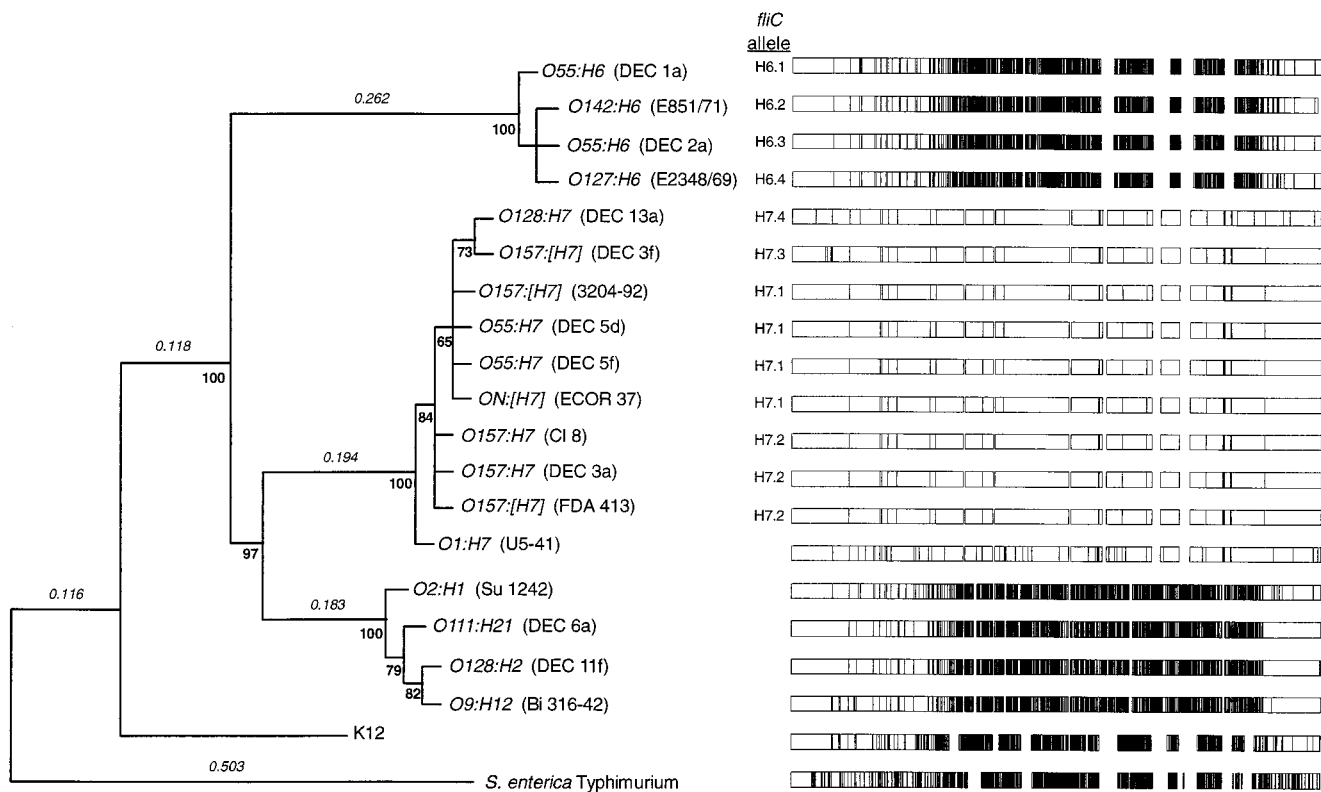 fliC
allele
O55:H6 (DEC 1a) H6.1
0.262
O142:H6 (E851/71) H6.2
100
O55:H6 (DEC 2a) H6.3
O127:H6 (E2348/69) H6.4
O128:H7 (DEC 13a) H7.4
73
O157:[H7] (DEC 3f) H7.3
O157:[H7] (3204-92) H7.1
O55:H7 (DEC 5d) H7.1
65
0.118
O55:H7 (DEC 5f) H7.1
100
ON:[H7] (ECOR 37) H7.1
84
O157:H7 (Cl 8) H7.2
0.194
O157:H7 (DEC 3a) H7.2
100
O157:[H7] (FDA 413) H7.2
O1:H7 (U5-41)
97
O2:H1 (Su 1242)
0.116
0.183
O111:H21 (DEC 6a)
100
O128:H2 (DEC 11f)
79
82
O9:H12 (Bi 316-42)
K12
0.503
S. enterica Typhimurium